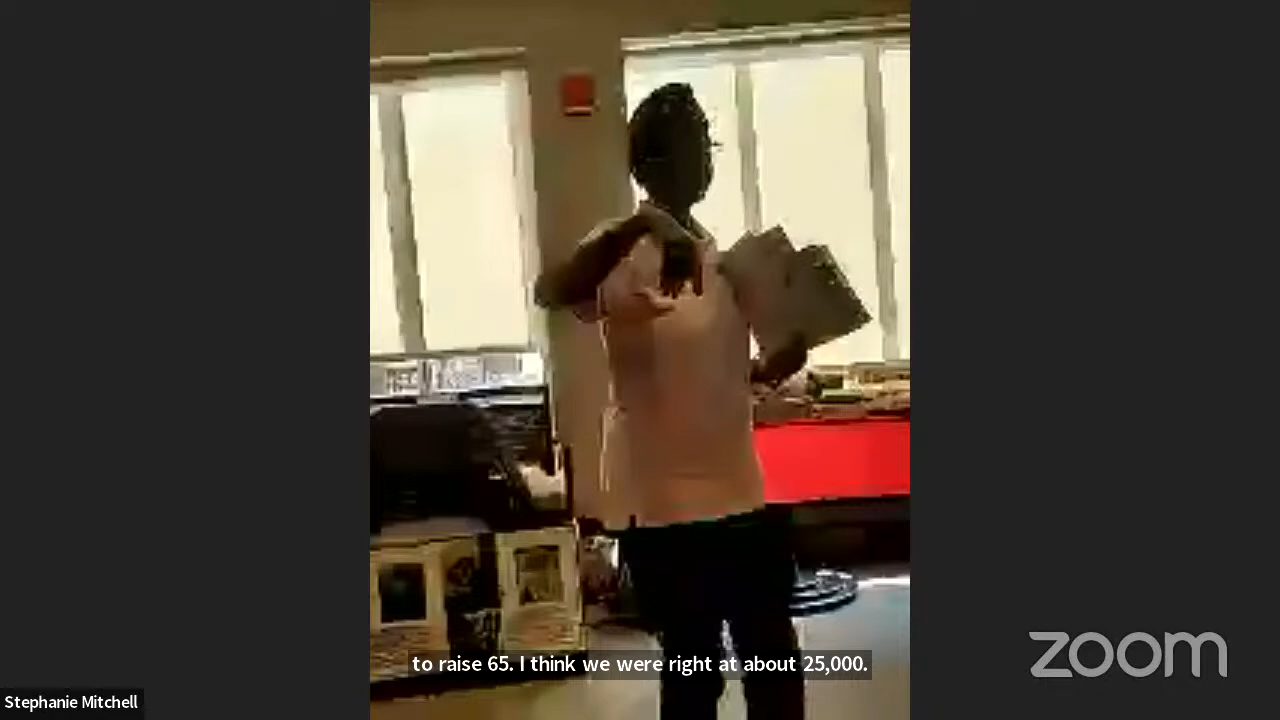 to raise 65. I think we were right at about 25,000.
zoom
Stephanie Mitchell